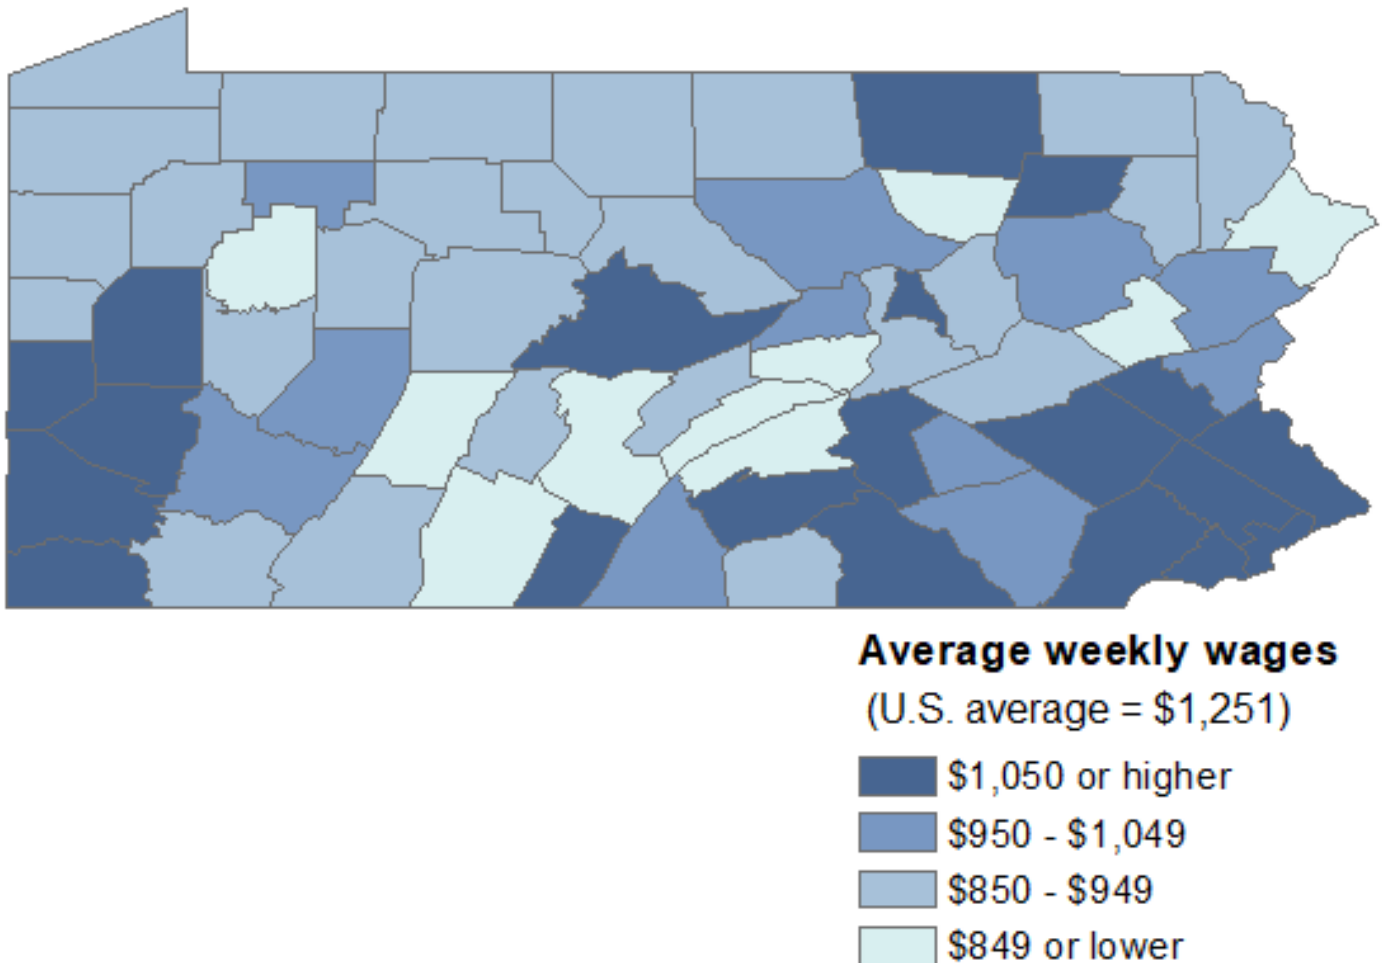 Average weekly wages
(U.S. average = $1,251)
$1,050 or higher
$950 - $1,049
$850 - $949
$849 or lower